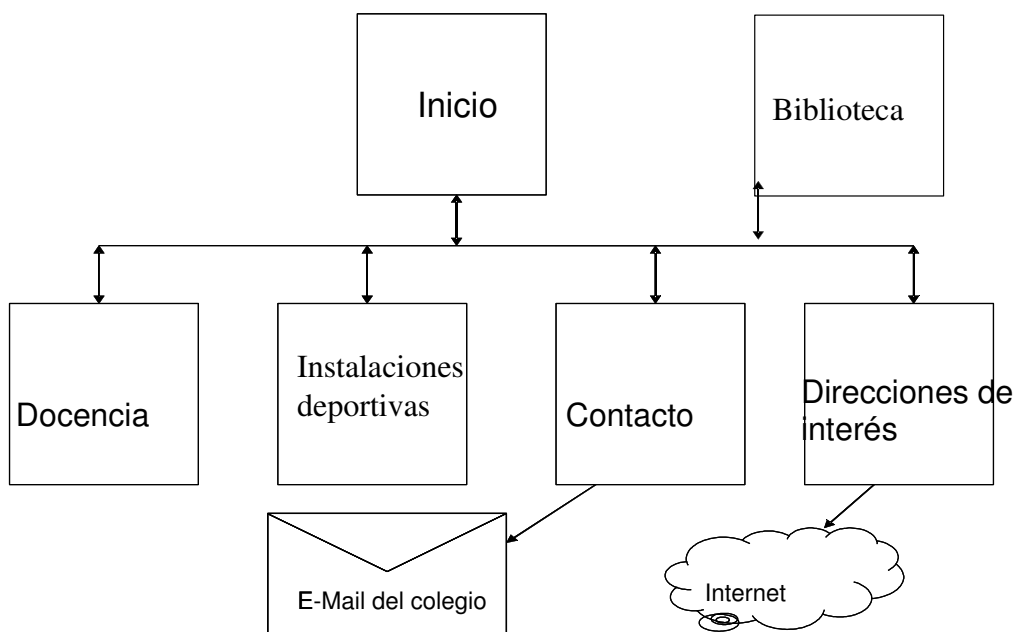 Inicio
Biblioteca
Docencia
Instalaciones
deportivas
Contacto
Direcciones de
interés
E-Mail del colegio
Internet